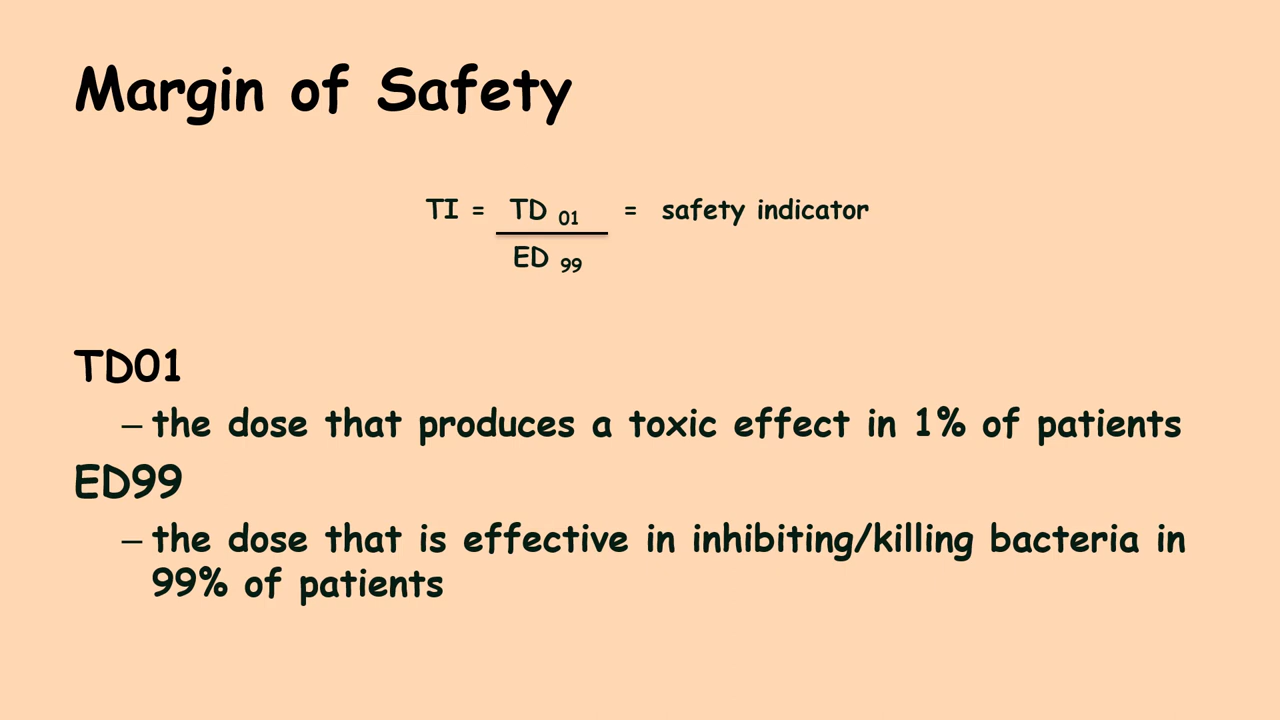 Margin of Safety
TI = TD 01 = safety indicator
ED 99
TD01
– the dose that produces a toxic effect in 1% of patients
ED99
– the dose that is effective in inhibiting/killing bacteria in
99% of patients